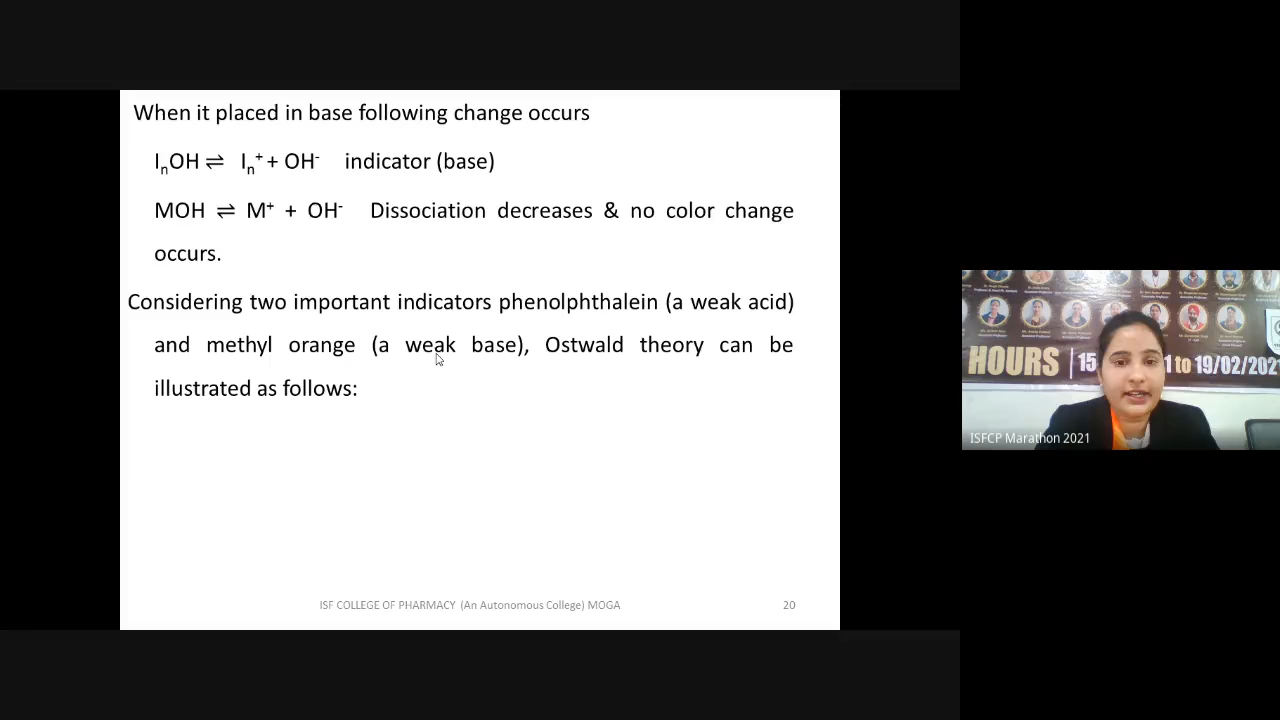 When it placed in base following change occurs
InOH ⇌ In+ + OH- indicator (base)
MOH ⇌ M+ + OH- Dissociation decreases & no color change
occurs.
Considering two important indicators phenolphthalein (a weak acid)
and methyl orange (a weak base), Ostwald theory can be
illustrated as follows:
ISF COLLEGE OF PHARMACY (An Autonomous College) MOGA
20
HOURS 15
1 to 19/02/2021
ISFCP Marathon 2021